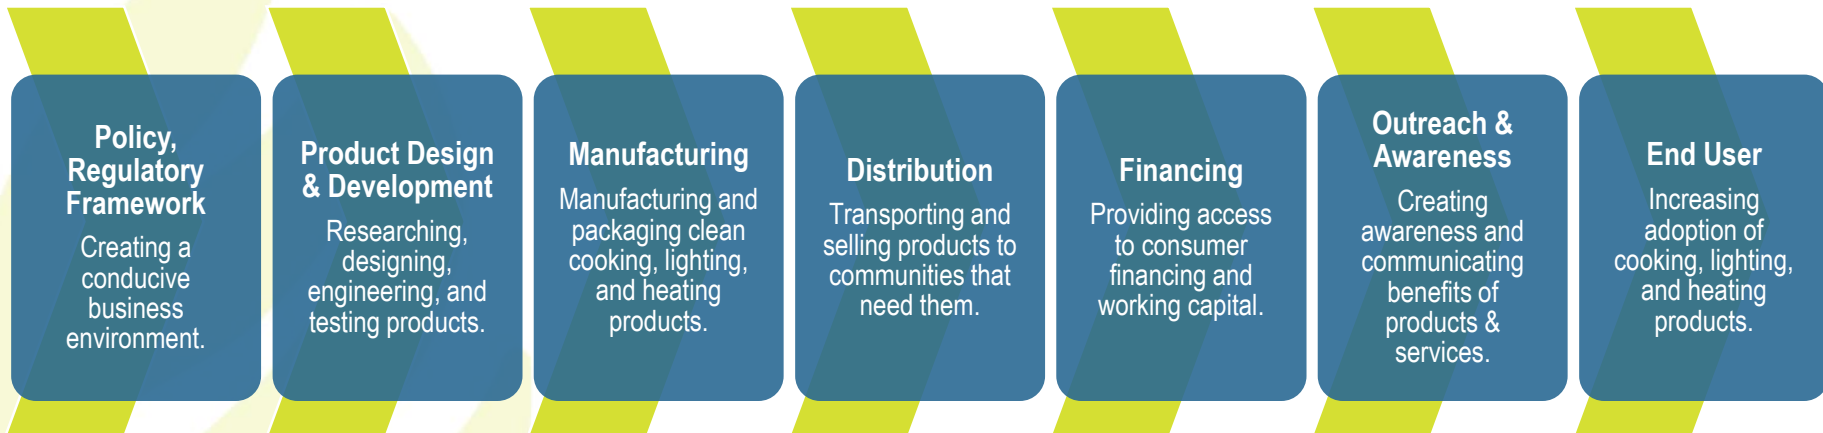 Policy,
Regulatory
Framework
Creating a
conducive
business
environment.
Product Design
& Development
Researching,
designing,
engineering, and
testing products.
Manufacturing
Manufacturing and
packaging clean
cooking, lighting,
and heating
products.
Distribution
Transporting and
selling products to
communities that
need them.
Financing
Providing access
to consumer
financing and
working capital.
Outreach &
Awareness
Creating
awareness and
communicating
benefits of
products &
services.
End User
Increasing
adoption of
cooking, lighting,
and heating
products.